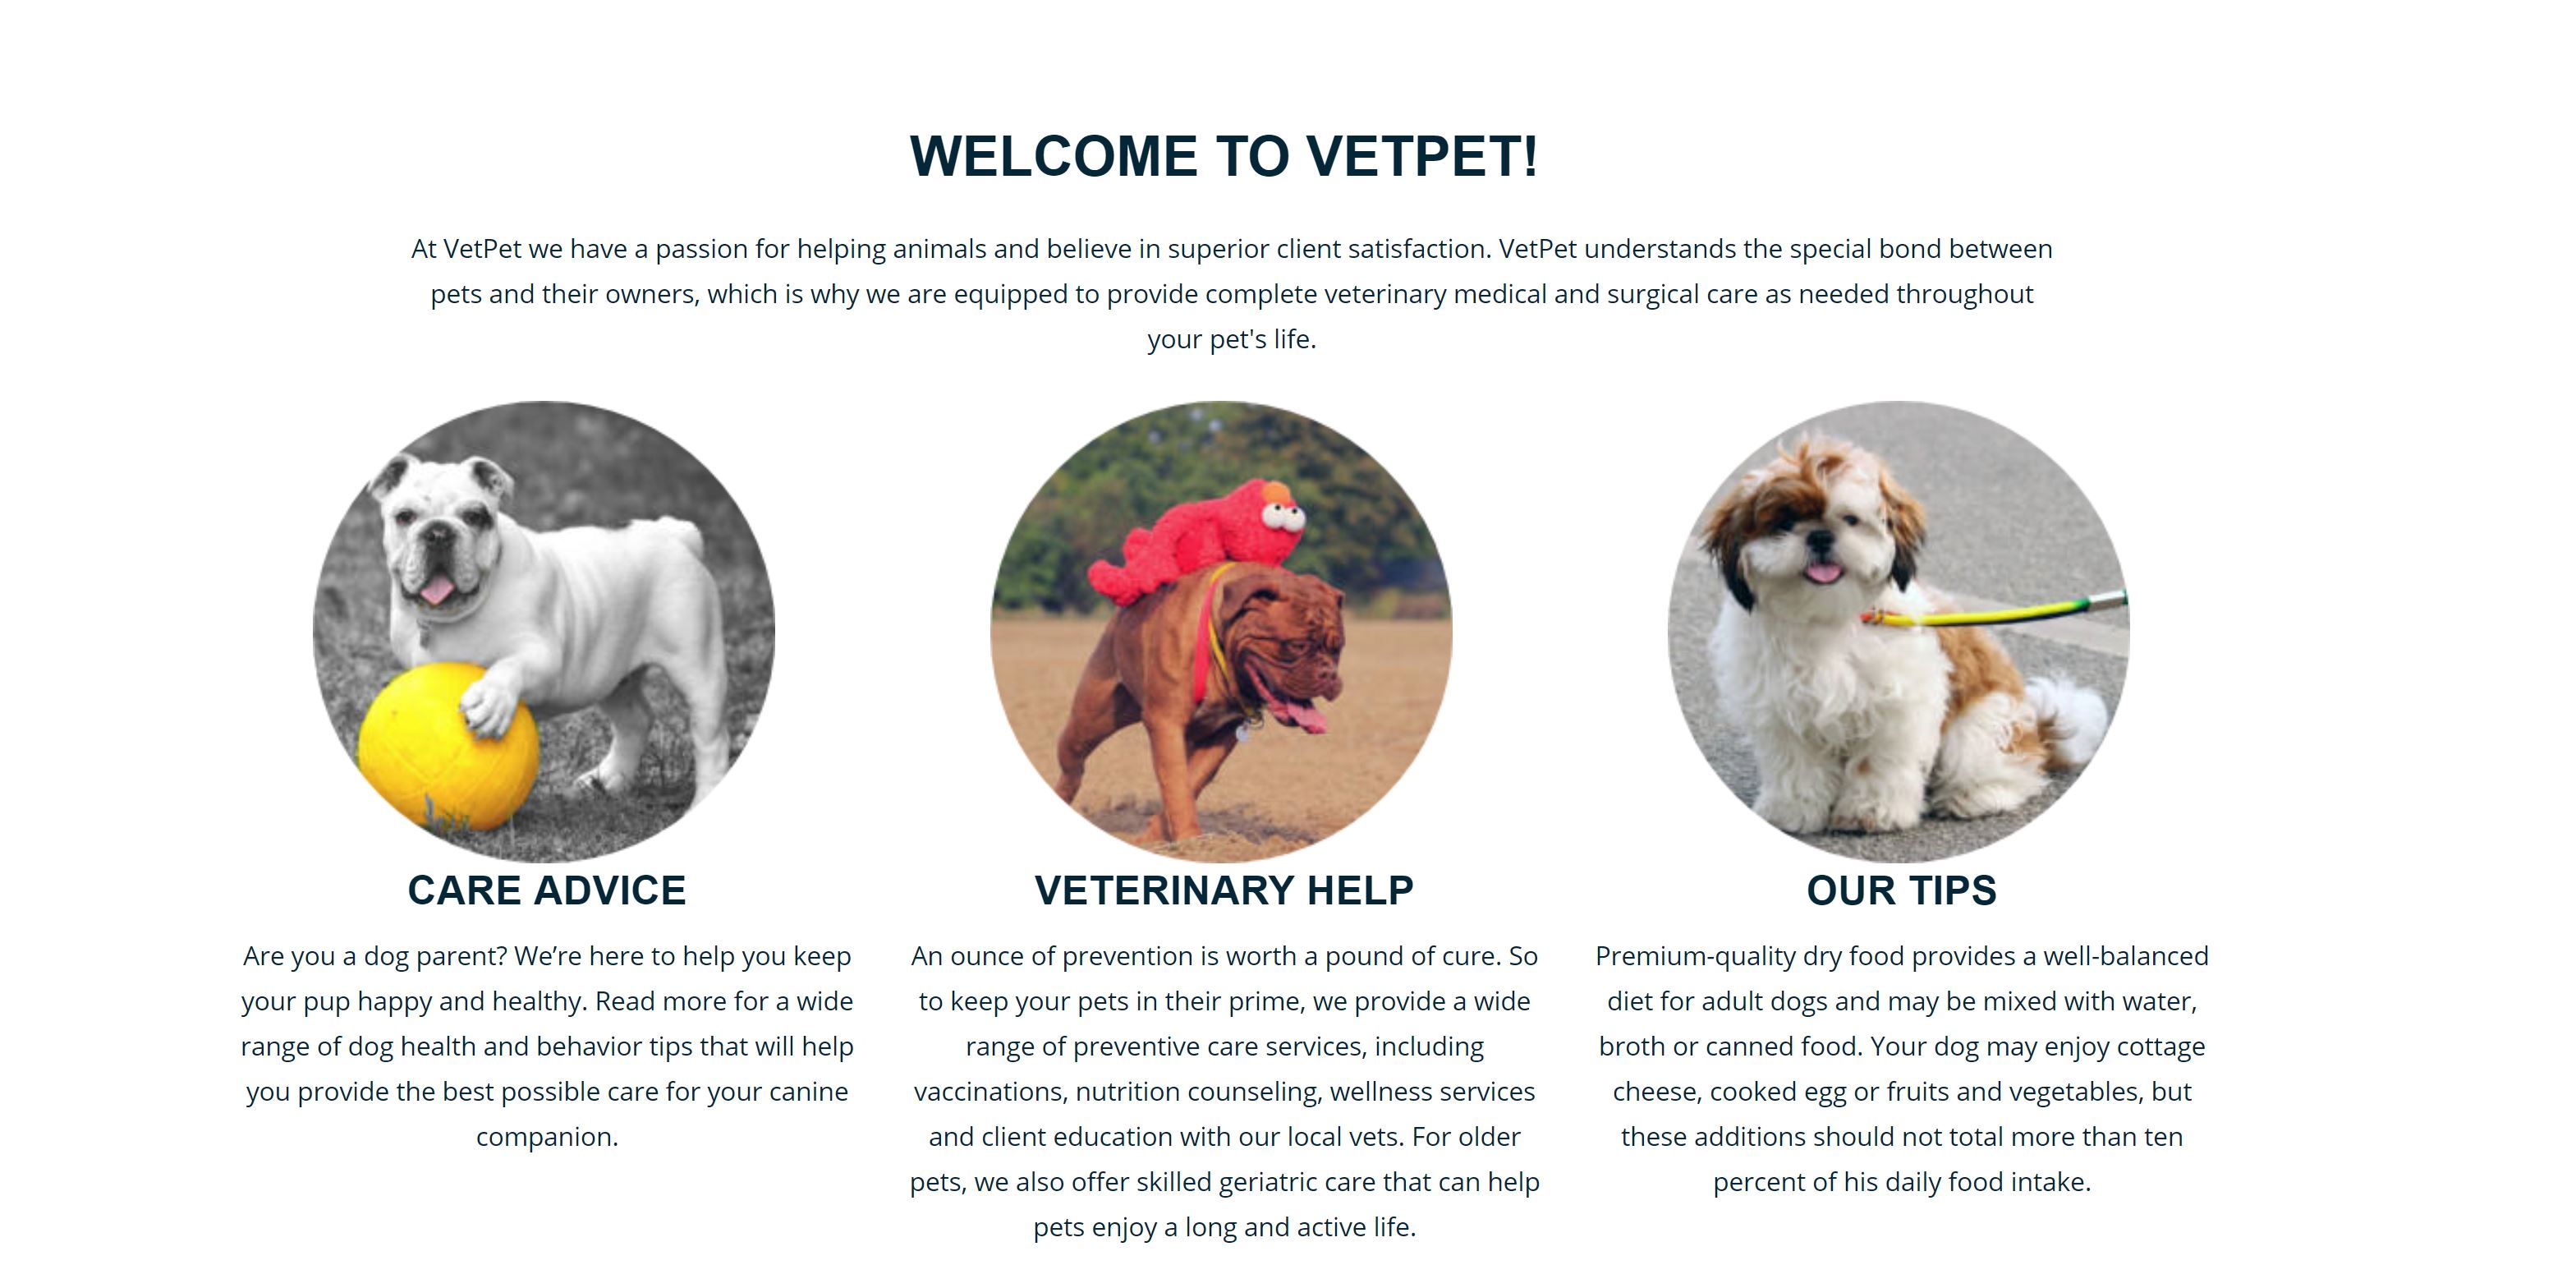 WELCOME TO VETPET!
At VetPet we have a passion for helping animals and believe in superior client satisfaction. VetPet understands the special bond between
pets and their owners, which is why we are equipped to provide complete veterinary medical and surgical care as needed throughout
your pet's life.
CARE ADVICE
Are you a dog parent? We’re here to help you keep
your pup happy and healthy. Read more for a wide
range of dog health and behavior tips that will help
you provide the best possible care for your canine
companion.
VETERINARY HELP
An ounce of prevention is worth a pound of cure. So
to keep your pets in their prime, we provide a wide
range of preventive care services, including
vaccinations, nutrition counseling, wellness services
and client education with our local vets. For older
pets, we also offer skilled geriatric care that can help
pets enjoy a long and active life.
OUR TIPS
Premium-quality dry food provides a well-balanced
diet for adult dogs and may be mixed with water,
broth or canned food. Your dog may enjoy cottage
cheese, cooked egg or fruits and vegetables, but
these additions should not total more than ten
percent of his daily food intake.